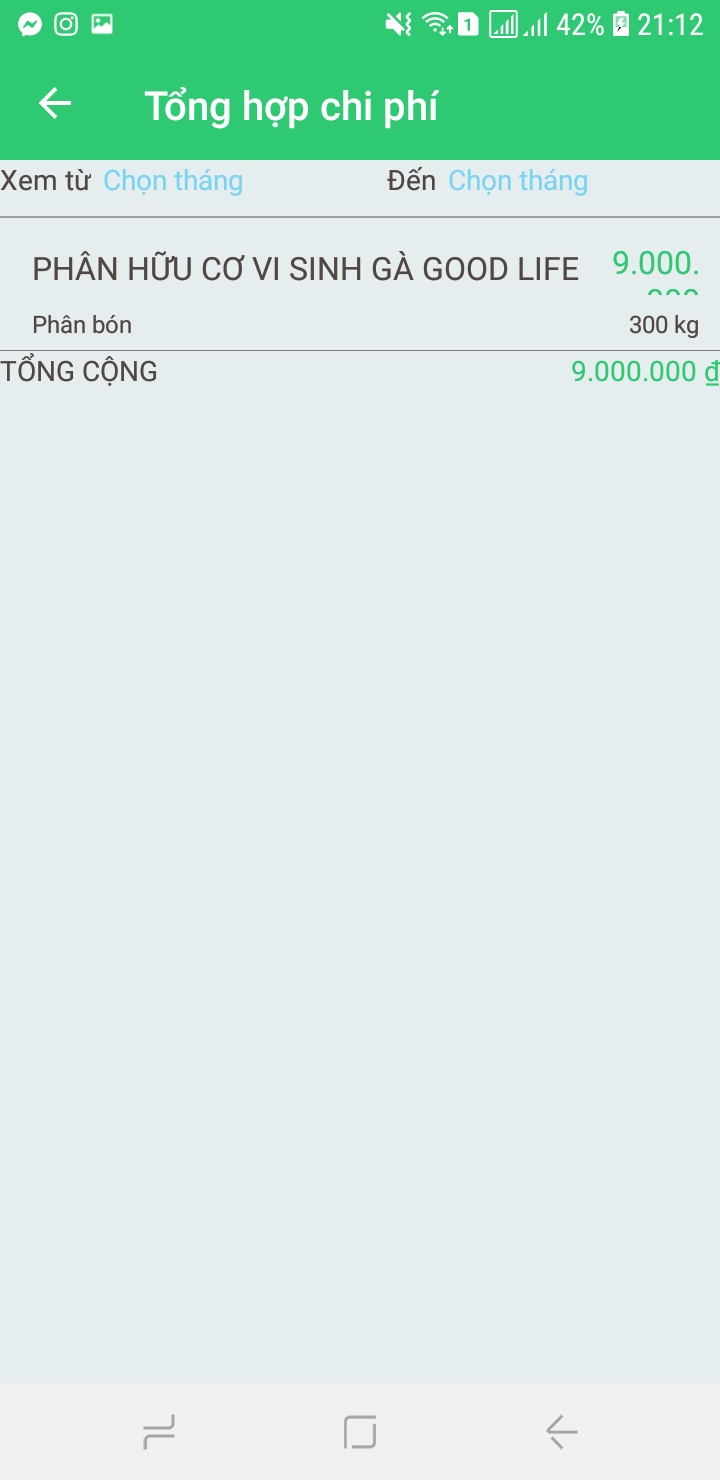 1 42% 21:12
Tổng hợp chi phí
Xem từ Chọn tháng Đến Chọn tháng
PHÂN HỮU CƠ VI SINH GÀ GOOD LIFE 9.000.
Phân bón 300 kg
TỔNG CỘNG 9.000.000 ₫